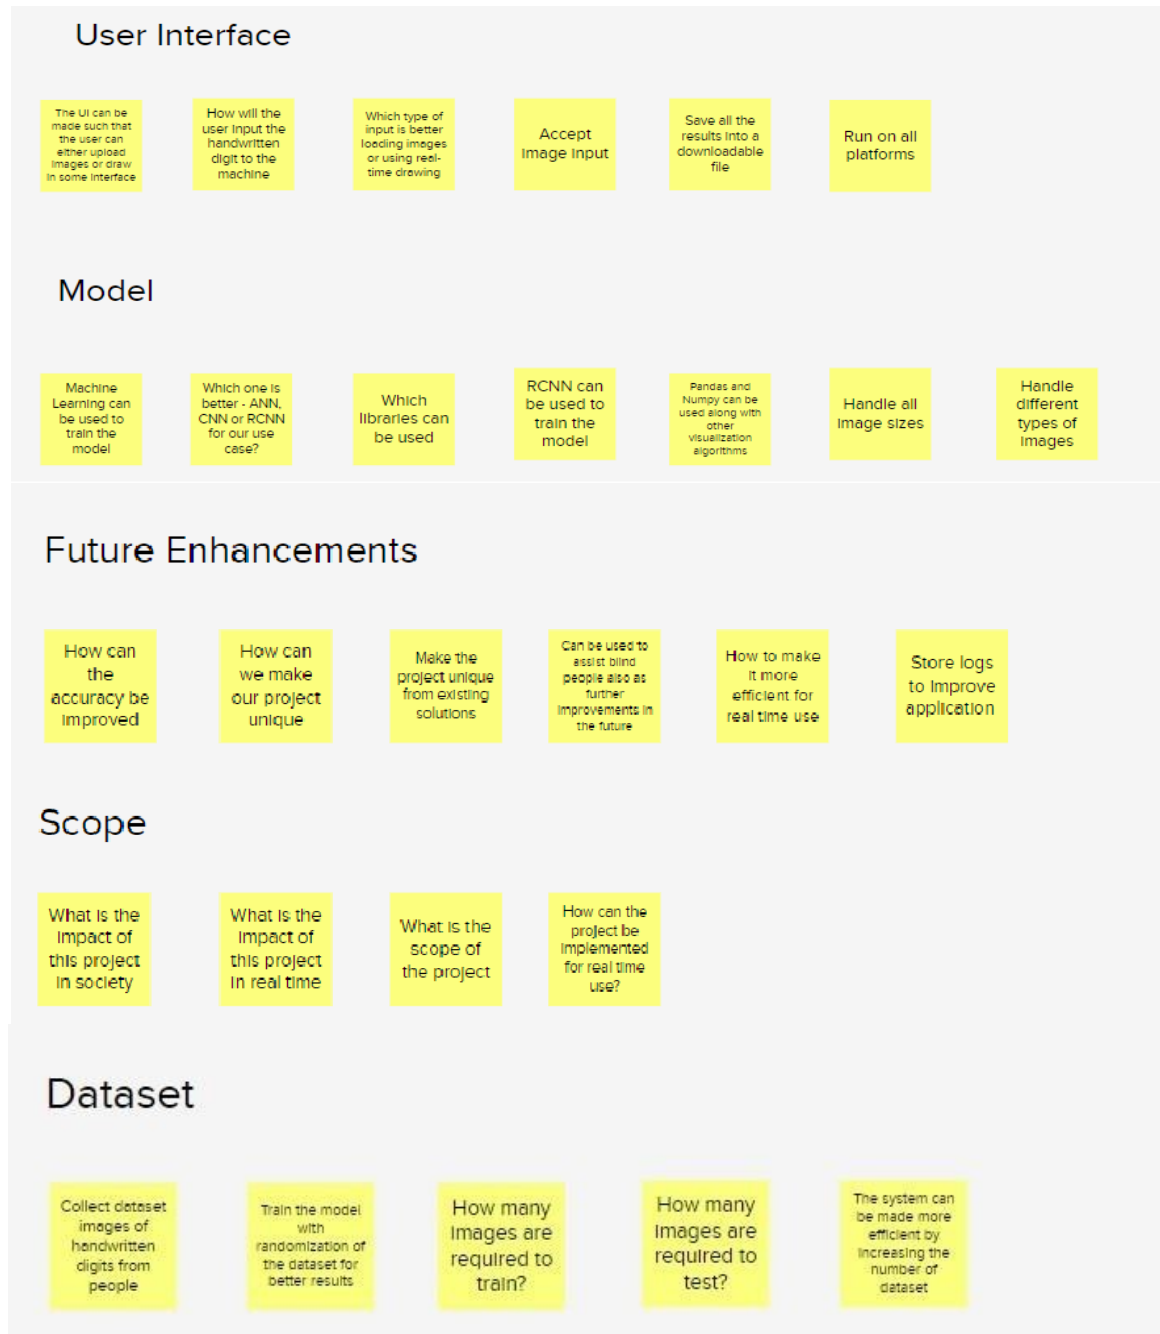 User Interface
The UI can be
made such that
the user can
either upload
images or draw
in some interface
How will the
user input the
handwritten
digit to the
machine
Which type of
input is better
loading images
or using real-
time drawing
Accept
image input
Save all the
results into a
downloadable
file
Run on all
platforms
Model
Machine
Learning can
be used to
train the
model
Which one is
better - ANN,
CNN or RCNN
for our use
case?
Which
libraries can
be used
RCNN can
be used to
train the
model
Pandas and
Numpy can be
used along with
other
visualization
algorithms
Handle all
image sizes
Handle
different
types of
images
Future Enhancements
How can
the
accuracy be
improved
How can
we make
our project
unique
Make the
project unique
from existing
solutions
Can be used to
assist blind
people also as
further
improvements in
the future
How to make
it more
efficient for
real time use
Store logs
to improve
application
Scope
What is the
impact of
this project
in society
What is the
impact of
this project
in real time
What is the
scope of
the project
How can the
project be
implemented
for real time
use?
Dataset
Collect dataset
images of
handwritten
digits from
people
Train the model
with
randomization of
the dataset for
better results
How many
images are
required to
train?
How many
images are
required to
test?
The system can
be made more
efficient by
increasing the
number of
dataset